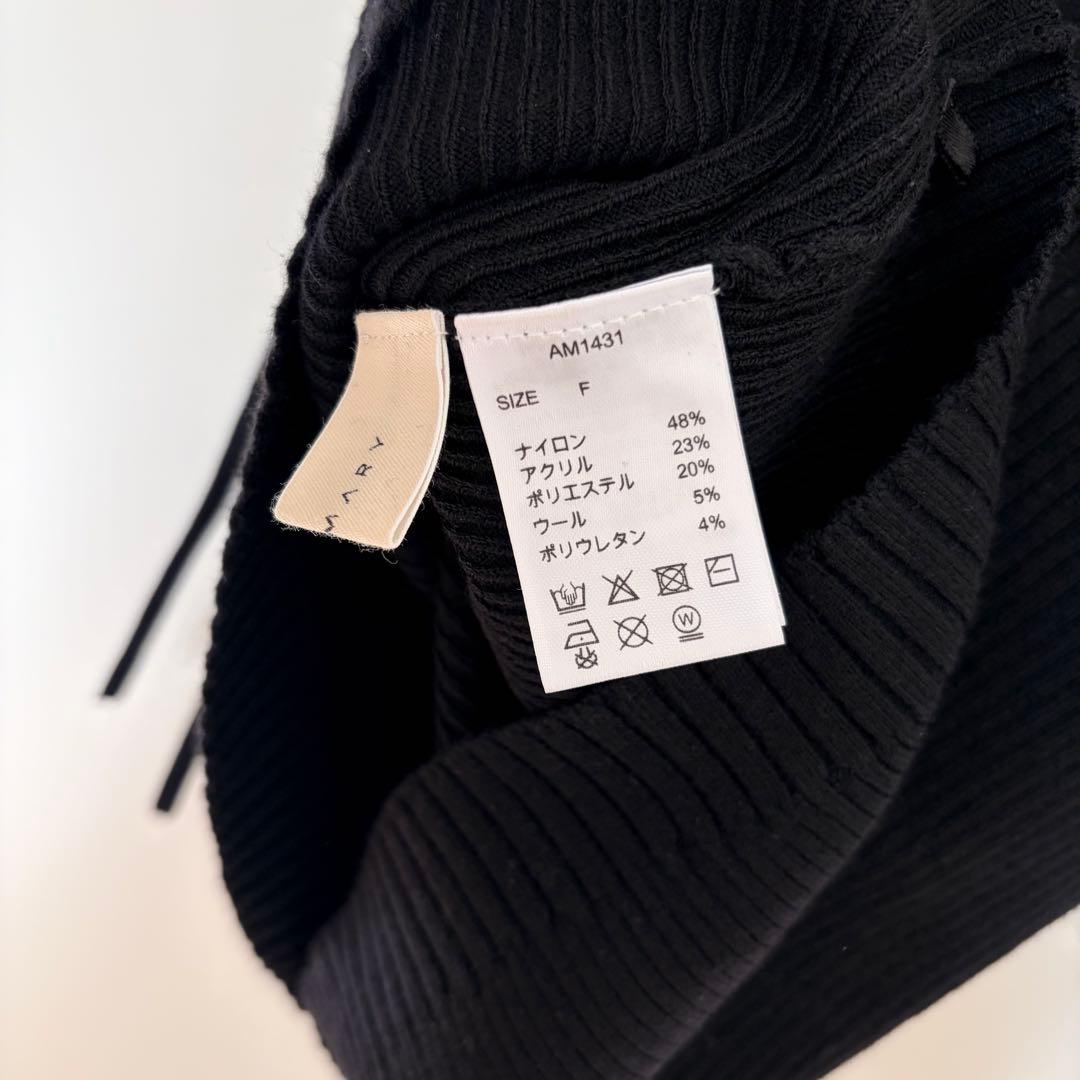 MARY
AM1431
SIZE F
ナイロン 48%
アクリル 23%
ポリエステル 20%
ウール 5%
ポリウレタン 4%
W